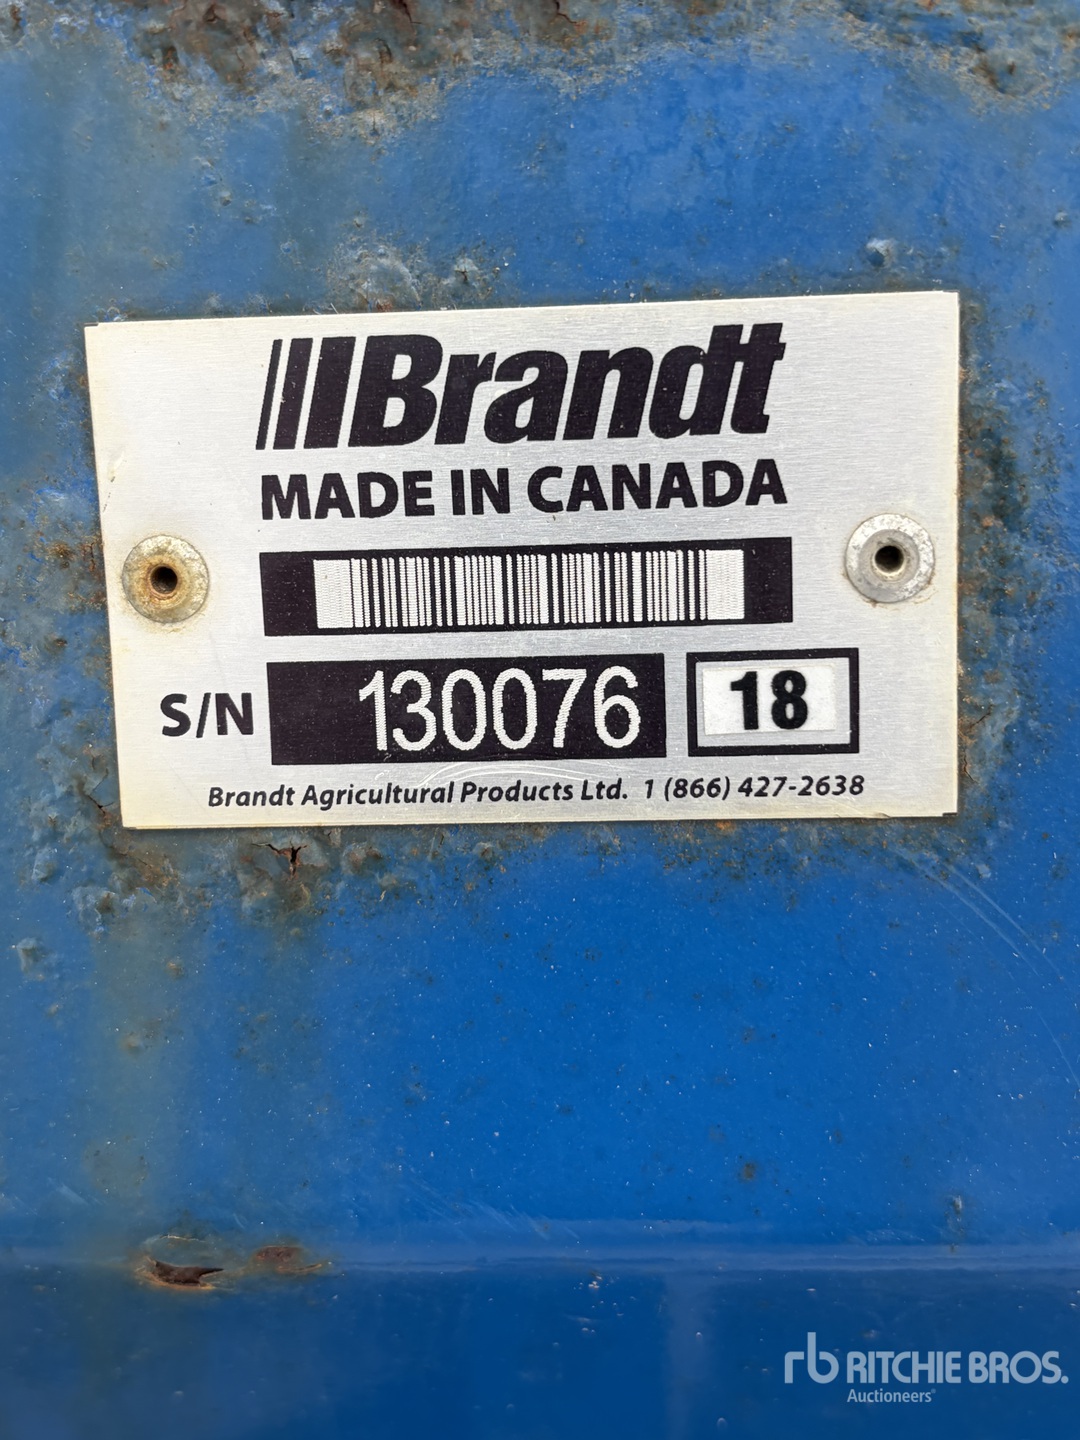 Brandt
MADE IN CANADA
S/N 130076 18
Brandt Agricultural Products Ltd. 1 (866) 427-2638
rb RITCHIE BROS.
Auctioneers